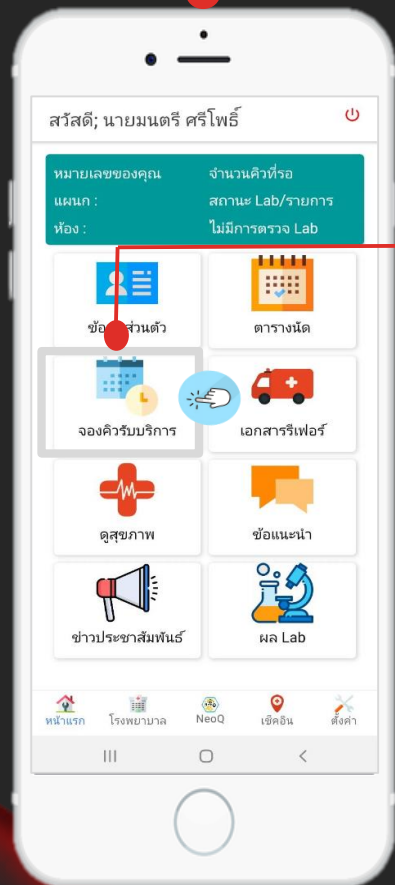 สวัสดี; นายมนตรี ศรีโพธิ์
หมายเลขของคุณ จำนวนคิวที่รอ
แผนก : สถานะ Lab/รายการ
ห้อง : ไม่มีการตรวจ Lab
ข้อมูลส่วนตัว ตารางนัด
จองคิวรับบริการ เอกสารรีเฟอร์
ดูสุขภาพ ข้อแนะนำ
ข่าวประชาสัมพันธ์ ผล Lab
หน้าแรก โรงพยาบาล NeoQ เช็คอิน ตั้งค่า